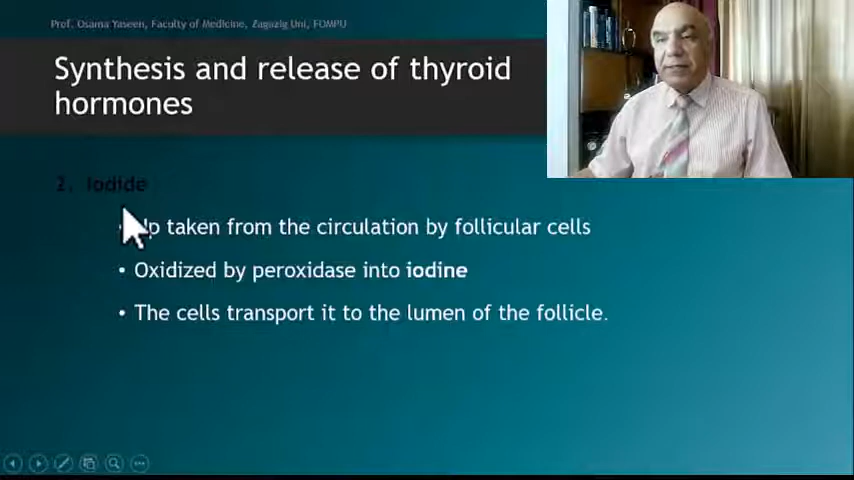 Prof. Osama Yaseen, Faculty of Medicine, Zagazig Uni, FOMPU
Synthesis and release of thyroid
hormones
2. Iodide
taken from the circulation by follicular cells
• Oxidized by peroxidase into iodine
• The cells transport it to the lumen of the follicle.